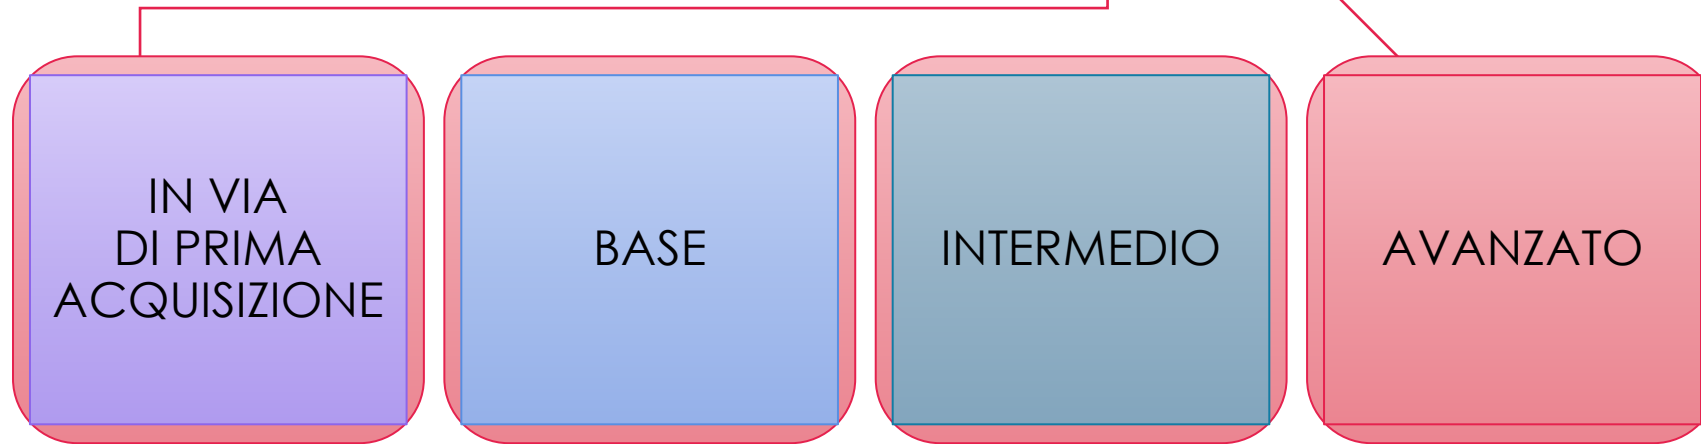 IN VIA
DI PRIMA
ACQUISIZIONE
BASE
INTERMEDIO
AVANZATO